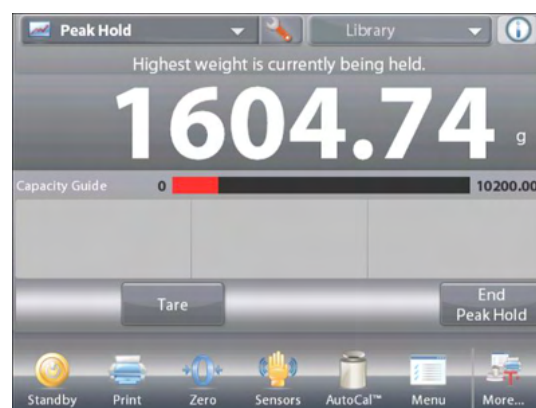 Peak Hold
Library
Highest weight is currently being held.
1604.74 g
Capacity Guide 0 10200.00
Tare
End
Peak Hold
Standby Print Zero Sensors AutoCal™ Menu More...